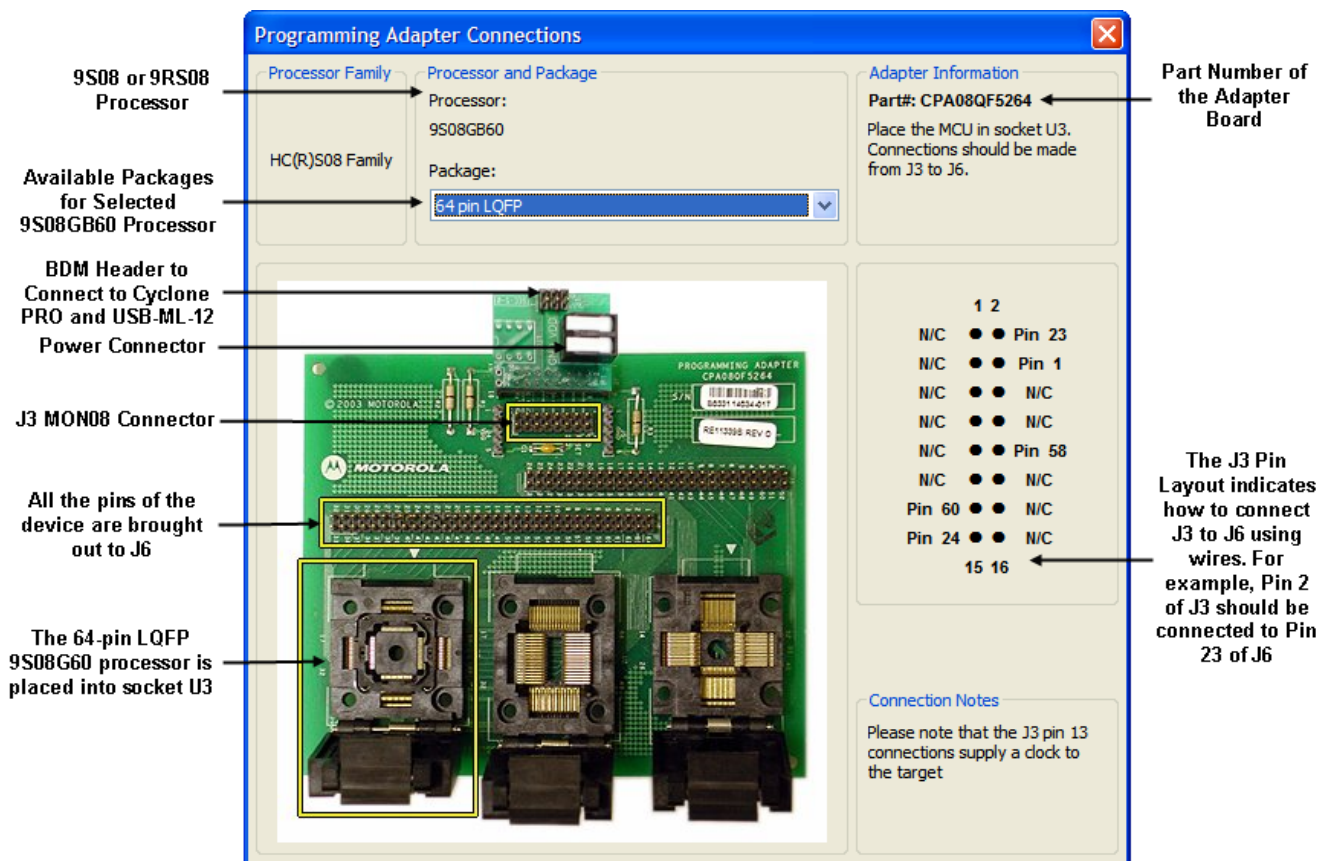 Programming Adapter Connections
9S08 or 9RS08
Processor
Available Packages
for Selected
9S08GB60 Processor
BDM Header to
Connect to Cyclone
PRO and USB-ML-12
Power Connector
J3 MON08 Connector
All the pins of the
device are brought
out to J6
The 64-pin LQFP
9S08G60 processor is
placed into socket U3
Processor Family
HC(R)S08 Family
Processor and Package
Processor:
9S08GB60
Package:
64 pin LQFP
Adapter Information
Part#: CPA08QF5264
Place the MCU in socket U3.
Connections should be made
from J3 to J6.
Part Number of
the Adapter
Board
VDD
PROGRAMMING ADAPTER
CPA08QF5264
S/N
©2003 MOTOROLA
MOTOROLA
1 2
N/C Pin 23
N/C Pin 1
N/C N/C
N/C N/C
N/C Pin 58
N/C N/C
Pin 60 N/C
Pin 24 N/C
15 16
The J3 Pin
Layout indicates
how to connect
J3 to J6 using
wires. For
example, Pin 2
of J3 should be
connected to Pin
23 of J6
Connection Notes
Please note that the J3 pin 13
connections supply a clock to
the target